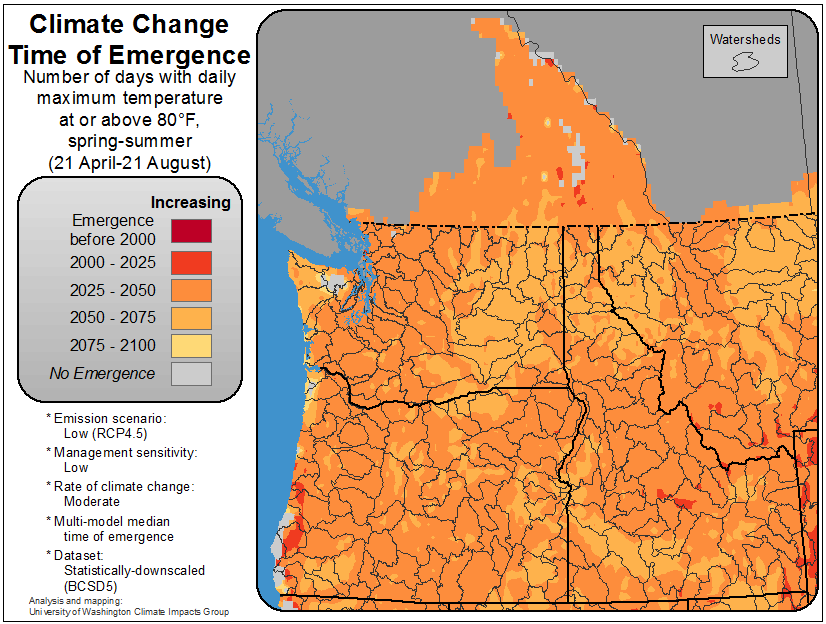 Climate Change
Time of Emergence
Number of days with daily
maximum temperature
at or above 80°F,
spring-summer
(21 April-21 August)
Increasing
Emergence
before 2000
2000 - 2025
2025 - 2050
2050 - 2075
2075 - 2100
No Emergence
* Emission scenario:
Low (RCP4.5)
* Management sensitivity:
Low
* Rate of climate change:
Moderate
* Multi-model median
time of emergence
* Dataset:
Statistically-downscaled
(BCSD5)
Analysis and mapping:
University of Washington Climate Impacts Group
Watersheds